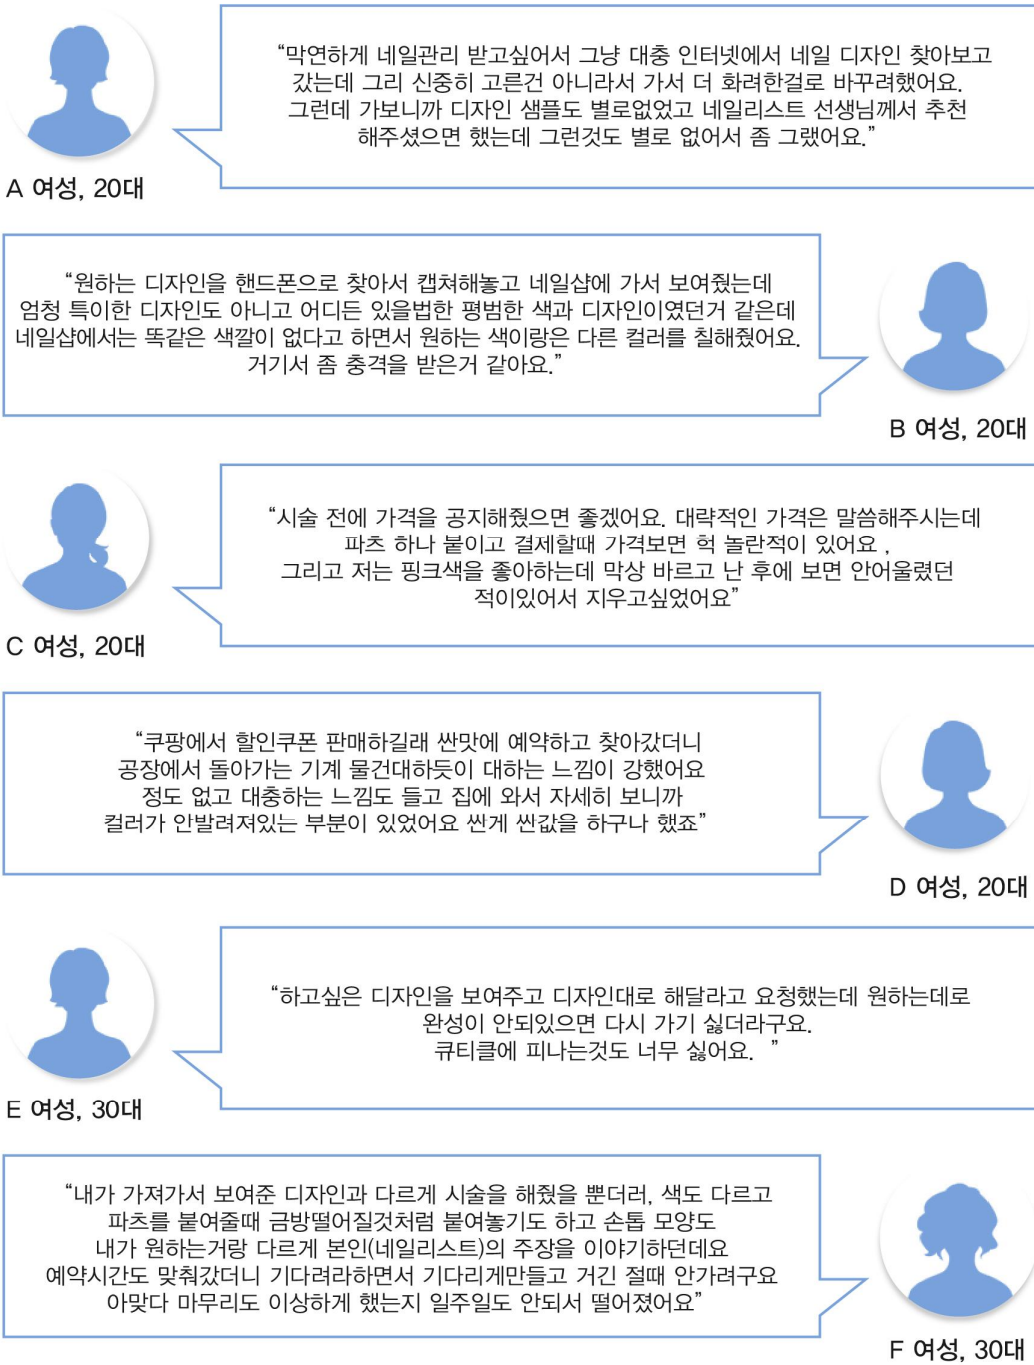 “막연하게 네일관리 받고싶어서 그냥 대충 인터넷에서 네일 디자인 찾아보고
갔는데 그리 신중히 고른건 아니라서 가서 더 화려한걸로 바꾸려했어요.
그런데 가보니까 디자인 샘플도 별로없었고 네일리스트 선생님께서 추천
해주셨으면 했는데 그런것도 별로 없어서 좀 그랬어요.”
A 여성, 20대
“원하는 디자인을 핸드폰으로 찾아서 캡쳐해놓고 네일샵에 가서 보여줬는데
엄청 특이한 디자인도 아니고 어디든 있을법한 평범한 색과 디자인이였던거 같은데
네일샵에서는 똑같은 색깔이 없다고 하면서 원하는 색이랑은 다른 컬러를 칠해줬어요.
거기서 좀 충격을 받은거 같아요.”
B 여성, 20대
“시술 전에 가격을 공지해줬으면 좋겠어요. 대략적인 가격은 말씀해주시는데
파츠 하나 붙이고 결제할때 가격보면 헉 놀란적이 있어요 ,
그리고 저는 핑크색을 좋아하는데 막상 바르고 난 후에 보면 안어울렸던
적이있어서 지우고싶었어요”
C 여성, 20대
“쿠팡에서 할인쿠폰 판매하길래 싼맛에 예약하고 찾아갔더니
공장에서 돌아가는 기계 물건대하듯이 대하는 느낌이 강했어요
정도 없고 대충하는 느낌도 들고 집에 와서 자세히 보니까
컬러가 안발려져있는 부분이 있었어요 싼게 싼값을 하구나 했죠”
D 여성, 20대
“하고싶은 디자인을 보여주고 디자인대로 해달라고 요청했는데 원하는데로
완성이 안되있으면 다시 가기 싫더라구요.
큐티클에 피나는것도 너무 싫어요. ”
E 여성, 30대
“내가 가져가서 보여준 디자인과 다르게 시술을 해줬을 뿐더러, 색도 다르고
파츠를 붙여줄때 금방떨어질것처럼 붙여놓기도 하고 손톱 모양도
내가 원하는거랑 다르게 본인(네일리스트)의 주장을 이야기하던데요
예약시간도 맞춰갔더니 기다려라하면서 기다리게만들고 거긴 절때 안가려구요
아맞다 마무리도 이상하게 했는지 일주일도 안되서 떨어졌어요”
F 여성, 30대